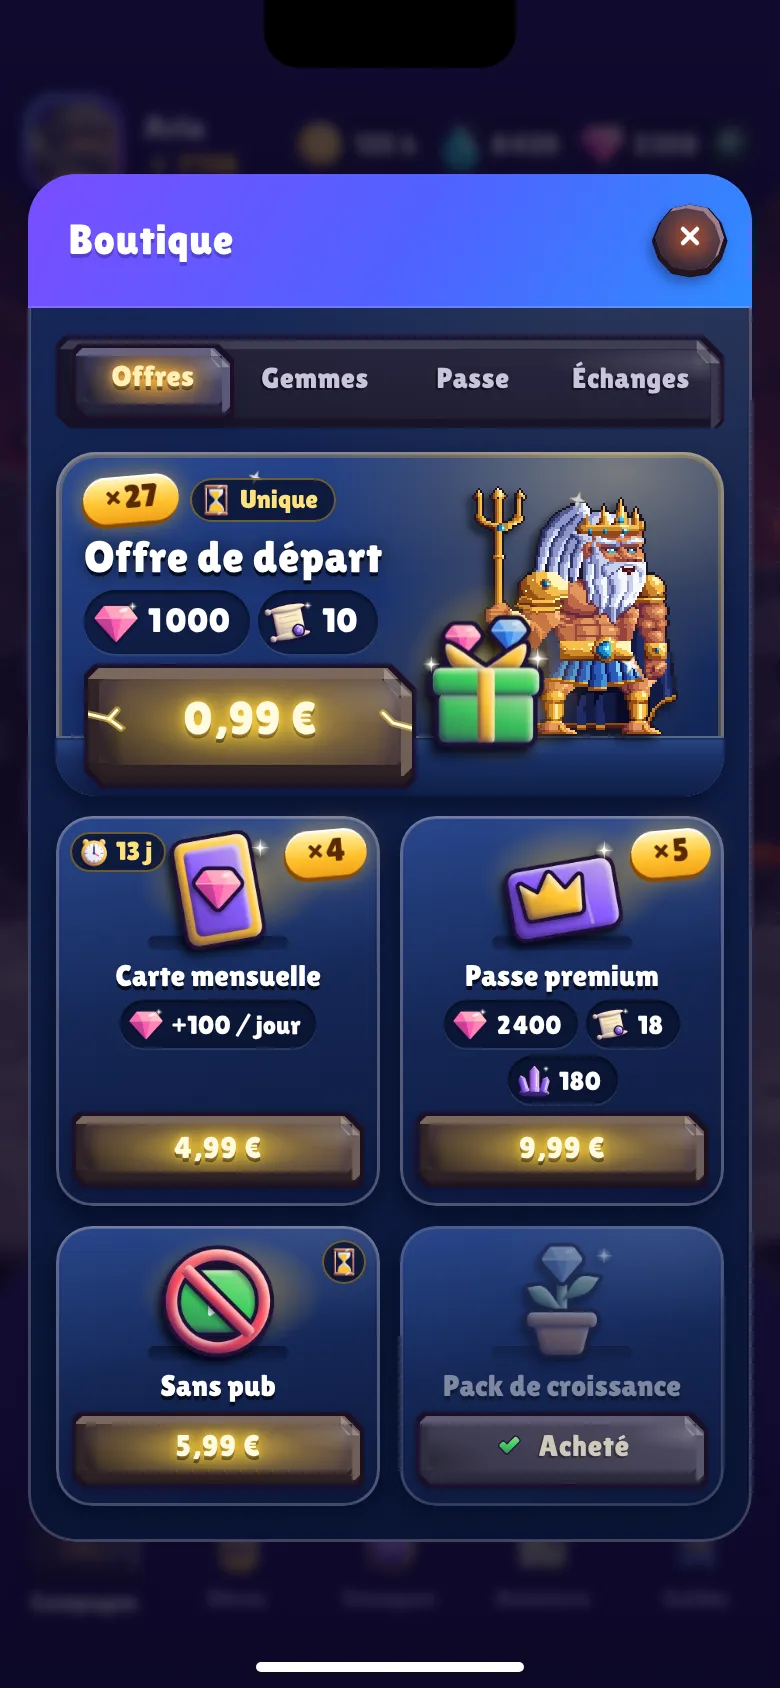 Boutique
Offres
Gemmes
Passe
Échanges
×27
Unique
Offre de départ
1000
10
0,99 €
13 j
×4
×5
Carte mensuelle
Passe premium
+100 / jour
2400
18
180
4,99 €
9,99 €
Sans pub
Pack de croissance
5,99 €
Acheté